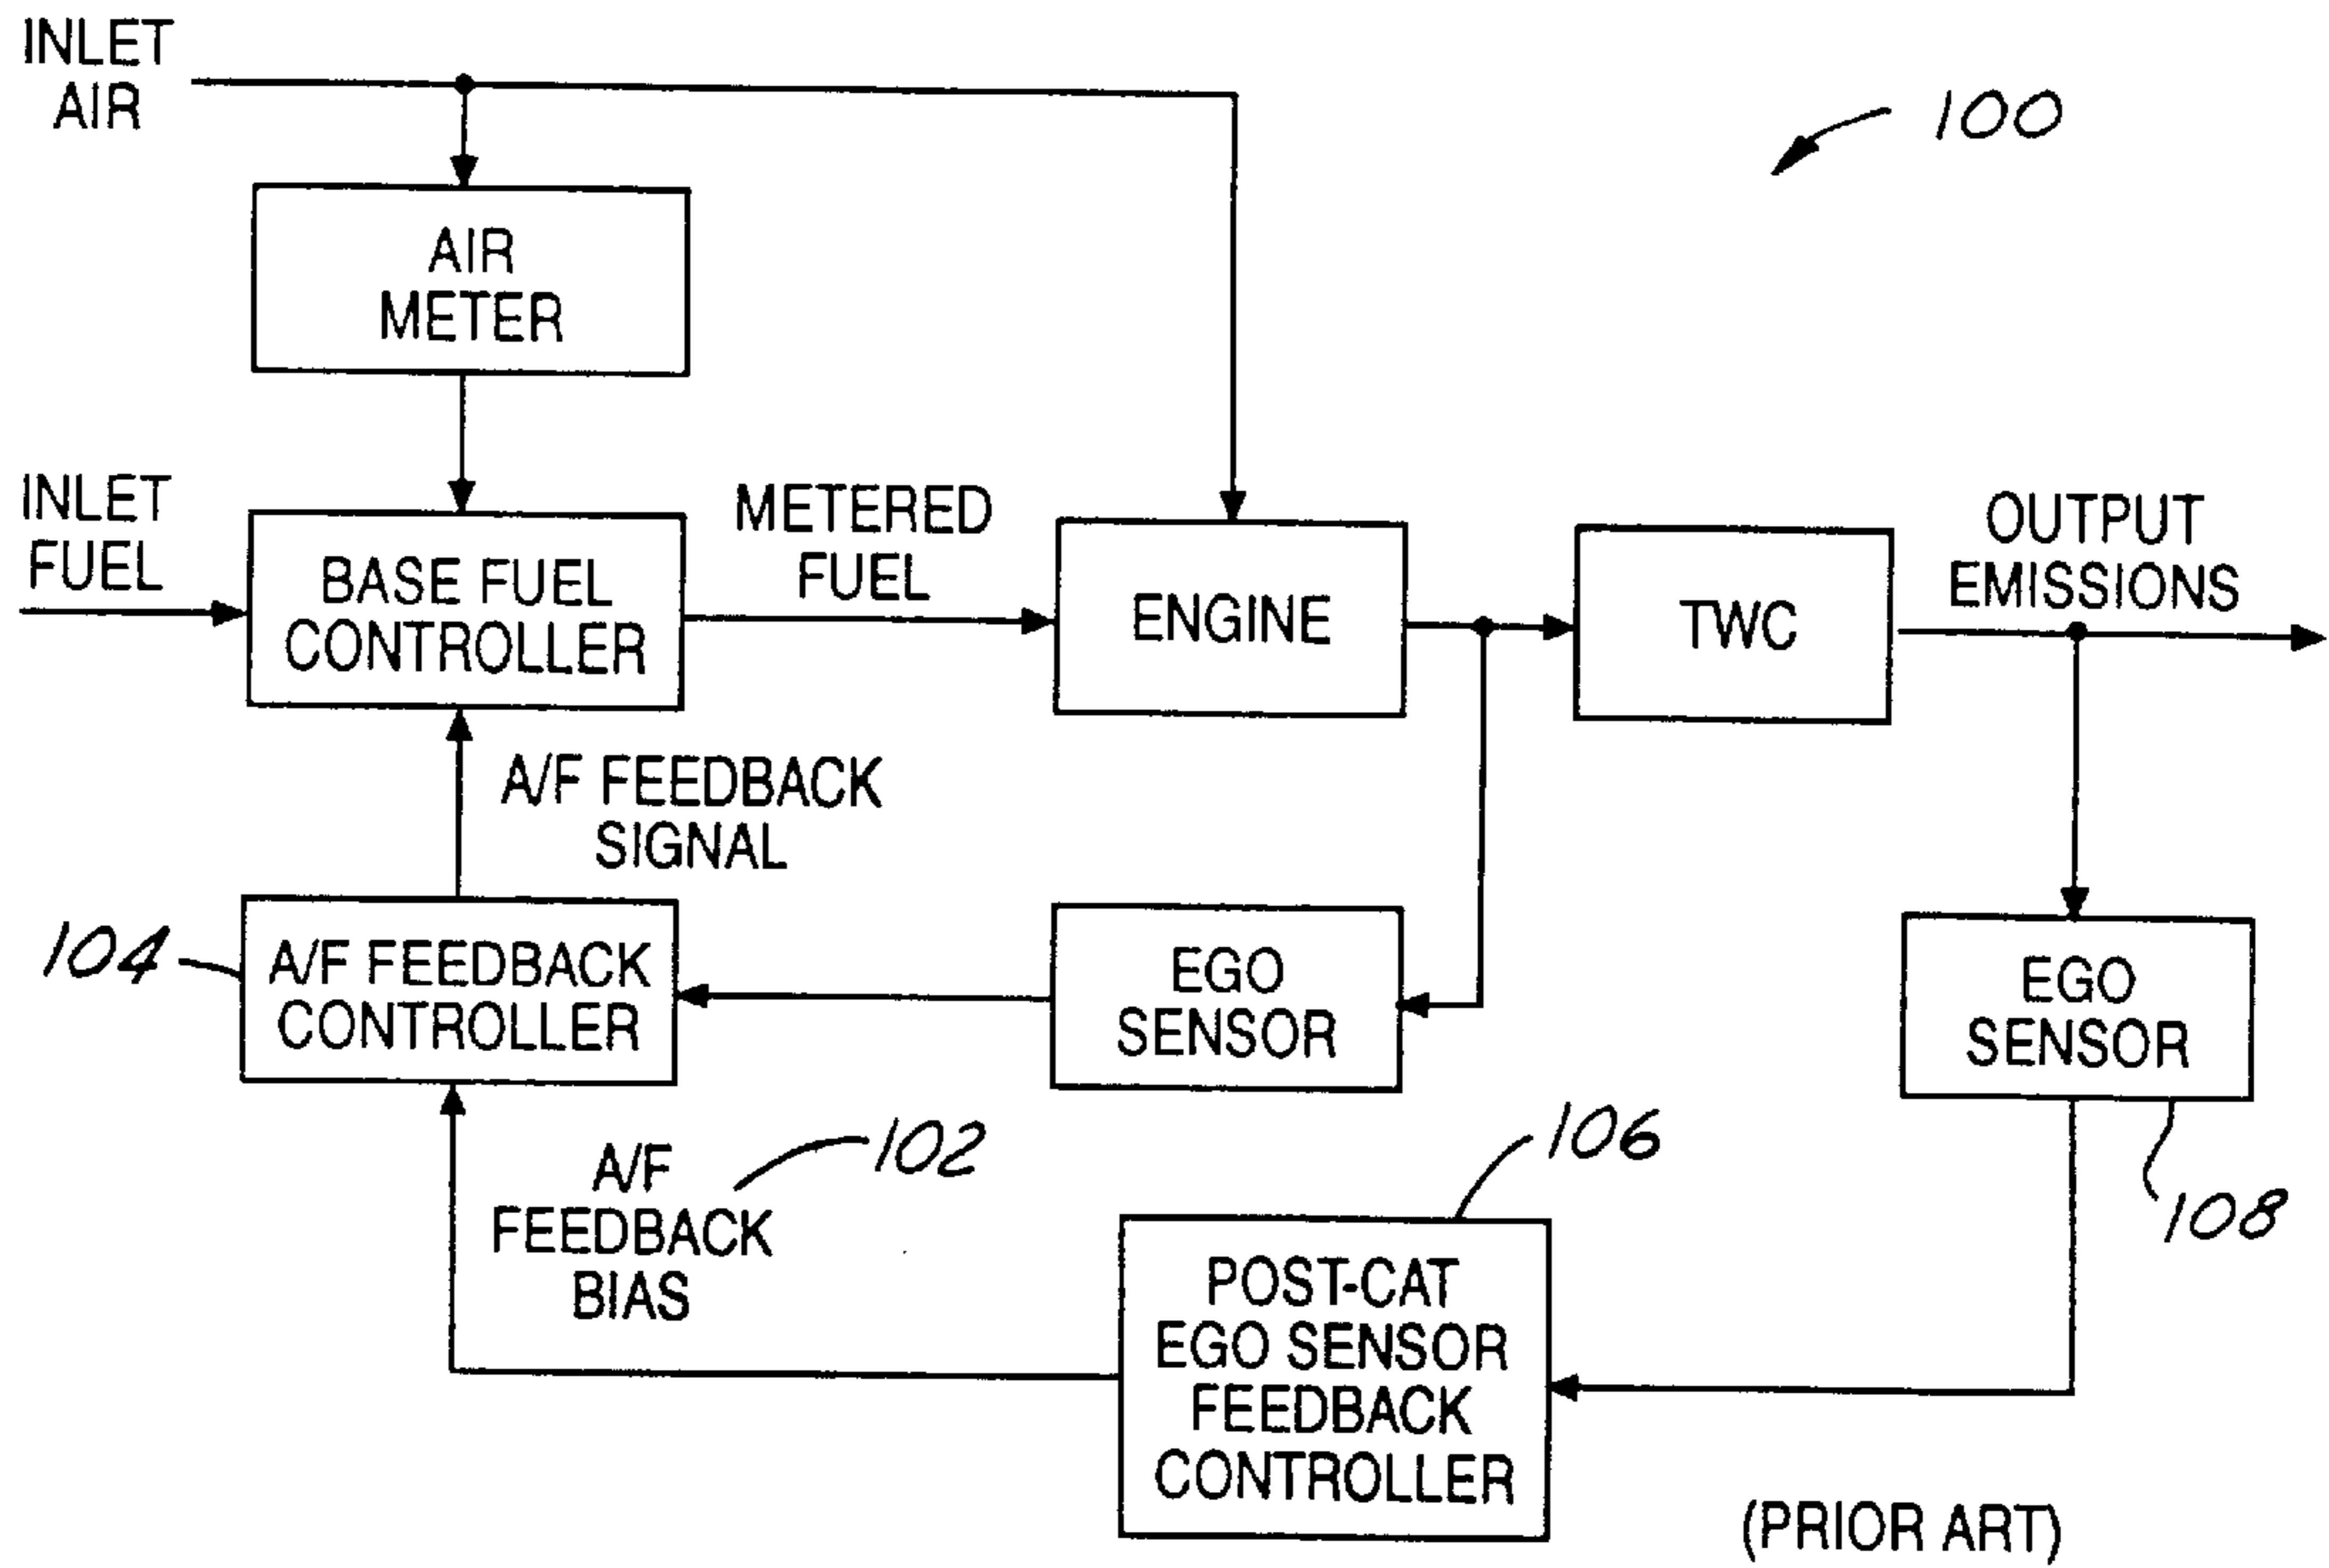 INLET
AIR
100
AIR
METER
INLET
FUEL
METERED
FUEL
OUTPUT
EMISSIONS
BASE FUEL
CONTROLLER
ENGINE
TWC
A/F FEEDBACK
SIGNAL
104
A/F FEEDBACK
CONTROLLER
EGO
SENSOR
EGO
SENSOR
A/F
FEEDBACK
BIAS
102
106
108
POST-CAT
EGO SENSOR
FEEDBACK
CONTROLLER
(PRIOR ART)